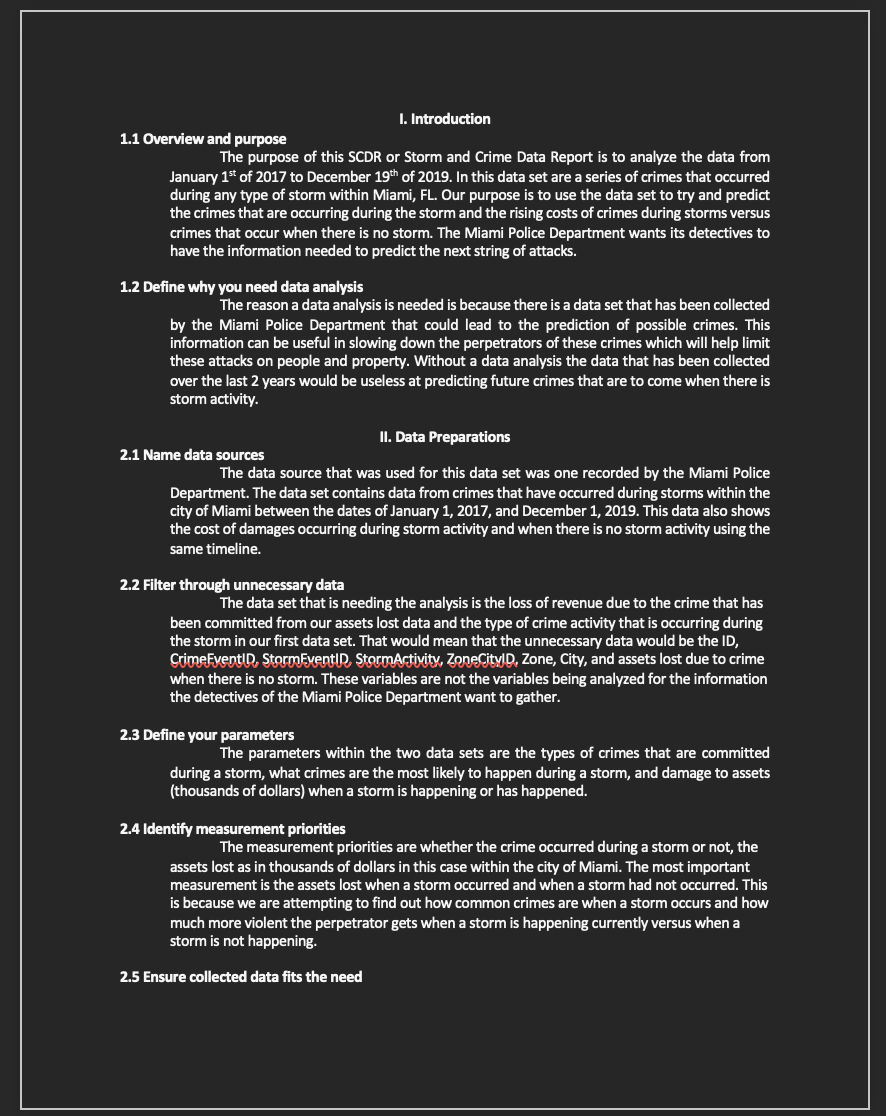 I. Introduction
1.1 Overview and purpose
The purpose of this SCDR or Storm and Crime Data Report is to analyze the data from
January 1st of 2017 to December 19th of 2019. In this data set are a series of crimes that occurred
during any type of storm within Miami, FL. Our purpose is to use the data set to try and predict
the crimes that are occurring during the storm and the rising costs of crimes during storms versus
crimes that occur when there is no storm. The Miami Police Department wants its detectives to
have the information needed to predict the next string of attacks.
1.2 Define why you need data analysis
The reason a data analysis is needed is because there is a data set that has been collected
by the Miami Police Department that could lead to the prediction of possible crimes. This
information can be useful in slowing down the perpetrators of these crimes which will help limit
these attacks on people and property. Without a data analysis the data that has been collected
over the last 2 years would be useless at predicting future crimes that are to come when there is
storm activity.
II. Data Preparations
2.1 Name data sources
The data source that was used for this data set was one recorded by the Miami Police
Department. The data set contains data from crimes that have occurred during storms within the
city of Miami between the dates of January 1, 2017, and December 1, 2019. This data also shows
the cost of damages occurring during storm activity and when there is no storm activity using the
same timeline.
2.2 Filter through unnecessary data
The data set that is needing the analysis is the loss of revenue due to the crime that has
been committed from our assets lost data and the type of crime activity that is occurring during
the storm in our first data set. That would mean that the unnecessary data would be the ID,
CrimeEventID, StormEventID, StormActivity, ZoneCityID, Zone, City, and assets lost due to crime
when there is no storm. These variables are not the variables being analyzed for the information
the detectives of the Miami Police Department want to gather.
2.3 Define your parameters
The parameters within the two data sets are the types of crimes that are committed
during a storm, what crimes are the most likely to happen during a storm, and damage to assets
(thousands of dollars) when a storm is happening or has happened.
2.4 Identify measurement priorities
The measurement priorities are whether the crime occurred during a storm or not, the
assets lost as in thousands of dollars in this case within the city of Miami. The most important
measurement is the assets lost when a storm occurred and when a storm had not occurred. This
is because we are attempting to find out how common crimes are when a storm occurs and how
much more violent the perpetrator gets when a storm is happening currently versus when a
storm is not happening.
2.5 Ensure collected data fits the need